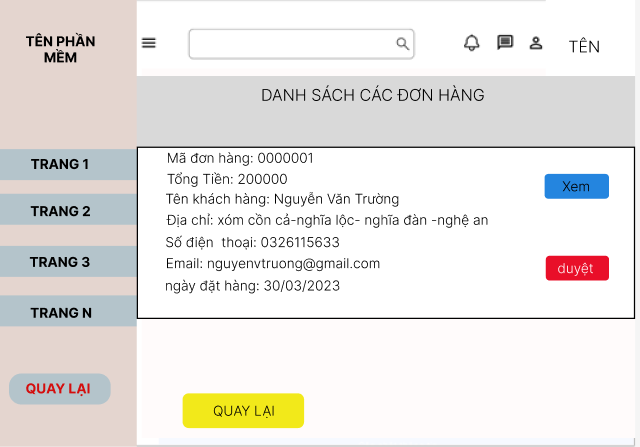 TÊN PHẦN
MỀM
TÊN
DANH SÁCH CÁC ĐƠN HÀNG
TRANG 1
TRANG 2
TRANG 3
TRANG N
QUAY LẠI
Mã đơn hàng: 0000001
Tổng Tiền: 200000
Tên khách hàng: Nguyễn Văn Trường
Địa chỉ: xóm cồn cả-nghĩa lộc- nghĩa đàn -nghệ an
Số điện  thoại: 0326115633
Email: nguyenvtruong@gmail.com
ngày đặt hàng: 30/03/2023
Xem
duyệt
QUAY LẠI